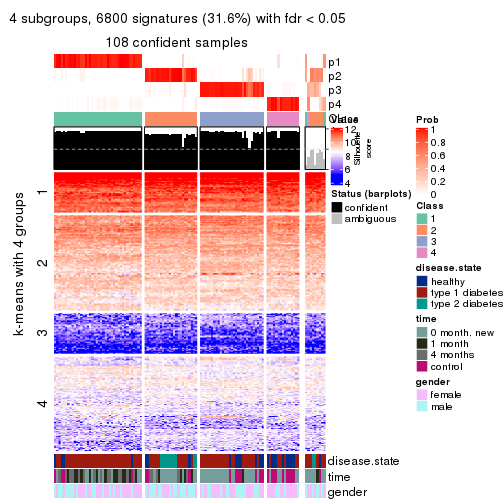 4 subgroups, 6800 signatures (31.6%) with fdr < 0.05
108 confident samples
p1
p2
p3
p4
Class
Value
12
10
8
6
4
Silhouette
score
k-means with 4 groups
1
2
3
4
disease.state
time
gender
Status (barplots)
confident
ambiguous
Prob
1
0.8
0.6
0.4
0.2
0
Class
1
2
3
4
disease.state
healthy
type 1 diabetes
type 2 diabetes
time
0 month. new
1 month
4 months
control
gender
female
male